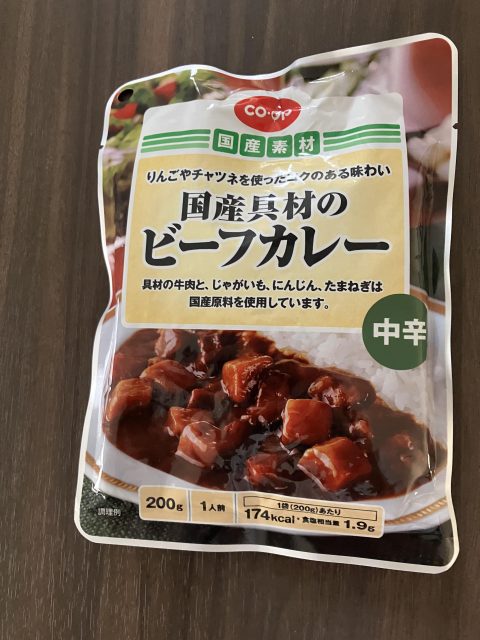 CO·OP
国産素材
りんごやチャツネを使ったコクのある味わい
国産具材の
ビーフカレー
具材の牛肉と、じゃがいも、にんじん、たまねぎは
国産原料を使用しています。
中辛
200g 1人前
1袋(200g)あたり
174kcal・食塩相当量 1.9g
調理例